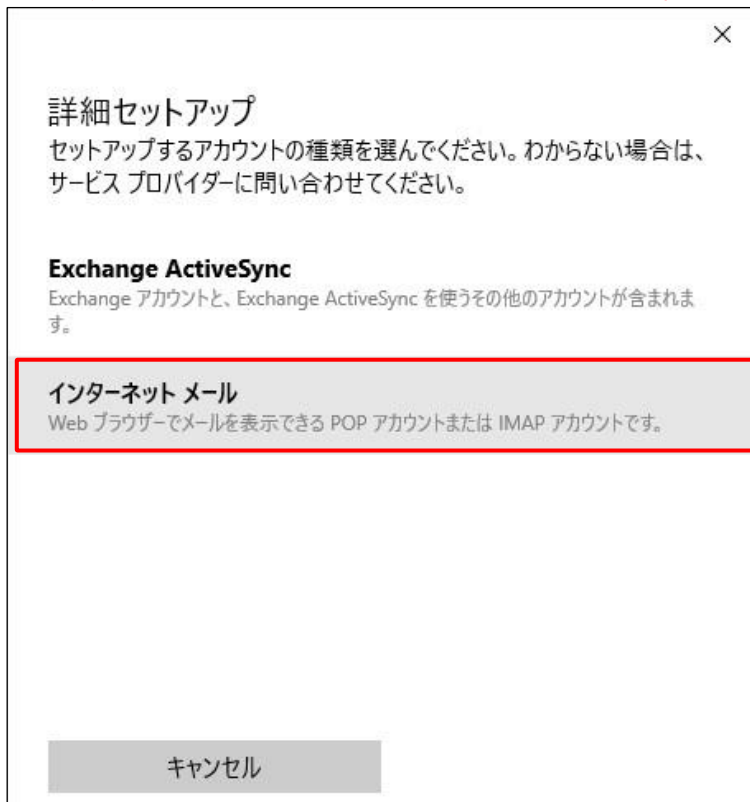 詳細セットアップ
セットアップするアカウントの種類を選んでください。わからない場合は、
サービス プロバイダーに問い合わせてください。
Exchange ActiveSync
Exchange アカウントと、Exchange ActiveSync を使うその他のアカウントが含まれま
す。
インターネット メール
Web ブラウザーでメールを表示できる POP アカウントまたは IMAP アカウントです。
キャンセル